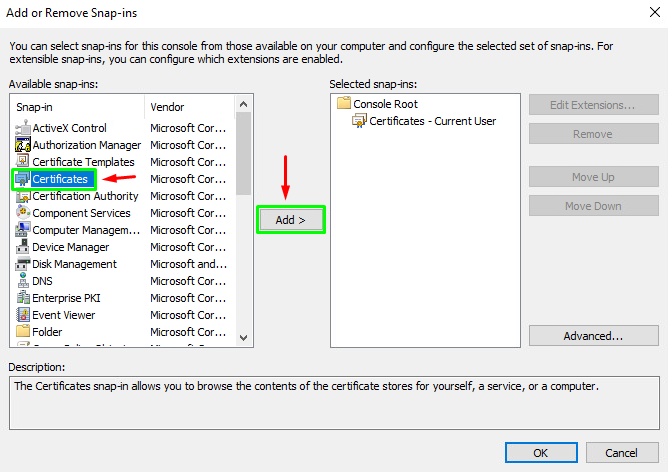 Add or Remove Snap-ins
You can select snap-ins for this console from those available on your computer and configure the selected set of snap-ins. For
extensible snap-ins, you can configure which extensions are enabled.
Available snap-ins:
Snap-in Vendor
ActiveX Control Microsoft Cor...
Authorization Manager Microsoft Cor...
Certificate Templates Microsoft Cor...
Certificates Microsoft Cor...
Certification Authority Microsoft Cor...
Component Services Microsoft Cor...
Computer Managem... Microsoft Cor...
Device Manager Microsoft Cor...
Disk Management Microsoft and...
DNS Microsoft Cor...
Enterprise PKI Microsoft Cor...
Event Viewer Microsoft Cor...
Folder Microsoft Cor...
Add >
Selected snap-ins:
Console Root
Certificates - Current User
Edit Extensions...
Remove
Move Up
Move Down
Advanced...
Description:
The Certificates snap-in allows you to browse the contents of the certificate stores for yourself, a service, or a computer.
OK
Cancel